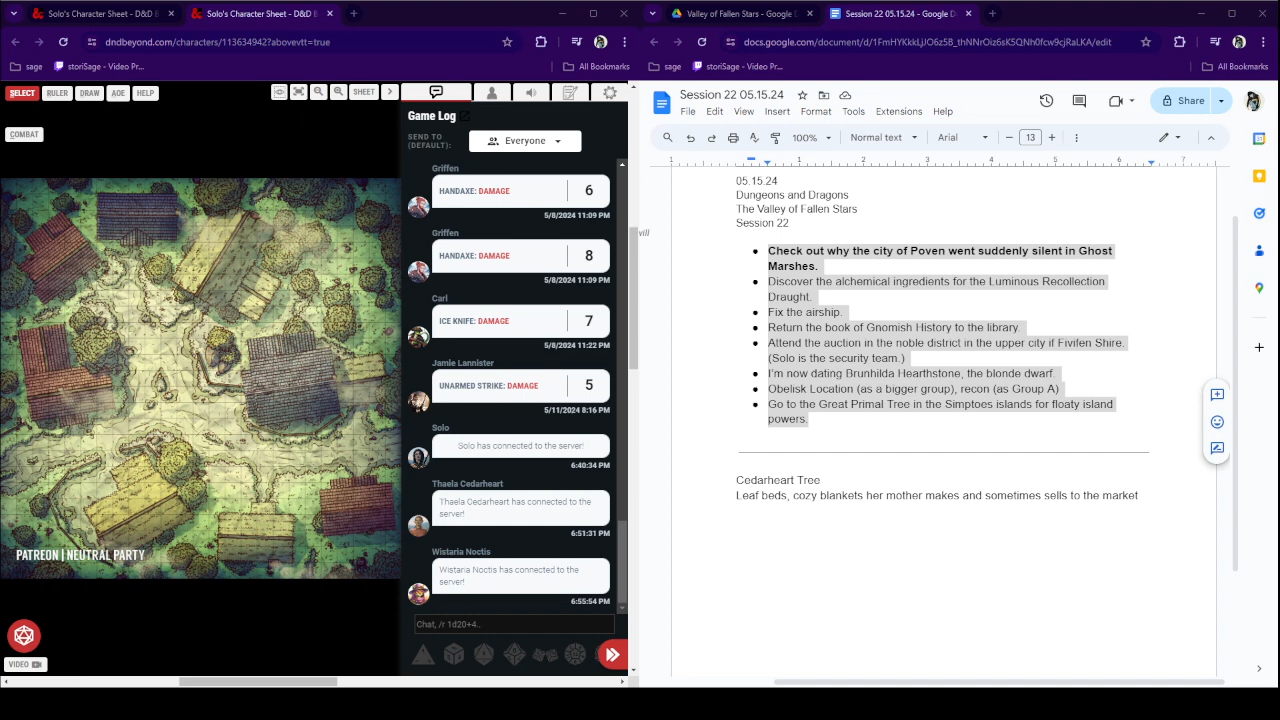 Solo's Character Sheet - D&D B
Solo's Character Sheet - D&D B
Valley of Fallen Stars - Google D
Session 22 05.15.24 - Google D
dndbeyond.com/characters/113634942?abovevtt=true
docs.google.com/document/d/1FmHYKkkLjJO6z5B_thNNrOiz6sK5QNh0fcw9cjRaLKA/edit
sage
storiSage - Video Pr...
All Bookmarks
sage
storiSage - Video Pr...
All Bookmarks
SELECT
RULER
DRAW
AOE
HELP
SHEET
COMBAT
PATREON | NEUTRAL PARTY
VIDEO
Game Log
SEND TO
(DEFAULT):
Everyone
Griffen
HANDAXE: DAMAGE
6
5/8/2024 11:09 PM
Griffen
HANDAXE: DAMAGE
8
5/8/2024 11:09 PM
Carl
ICE KNIFE: DAMAGE
7
5/8/2024 11:22 PM
Jamie Lannister
UNARMED STRIKE: DAMAGE
5
5/11/2024 8:16 PM
Solo
Solo has connected to the server!
6:40:34 PM
Thaela Cedarheart
Thaela Cedarheart has connected to the
server!
6:51:31 PM
Wistaria Noctis
Wistaria Noctis has connected to the
server!
6:55:54 PM
Chat, /r 1d20+4..
Session 22 05.15.24
File
Edit
View
Insert
Format
Tools
Extensions
Help
Share
100%
Normal text
Arial
13
1
1
2
3
4
5
6
7
will
05.15.24
Dungeons and Dragons
The Valley of Fallen Stars
Session 22
• Check out why the city of Poven went suddenly silent in Ghost
Marshes.
• Discover the alchemical ingredients for the Luminous Recollection
Draught.
• Fix the airship.
• Return the book of Gnomish History to the library.
• Attend the auction in the noble district in the upper city if Fivifen Shire.
(Solo is the security team.)
• I'm now dating Brunhilda Hearthstone, the blonde dwarf.
• Obelisk Location (as a bigger group), recon (as Group A)
• Go to the Great Primal Tree in the Simptoes islands for floaty island
powers.
Cedarheart Tree
Leaf beds, cozy blankets her mother makes and sometimes sells to the market